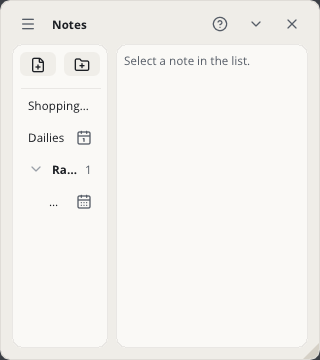 Notes
Select a note in the list.
Shopping...
Dailies
Ra... 1
...